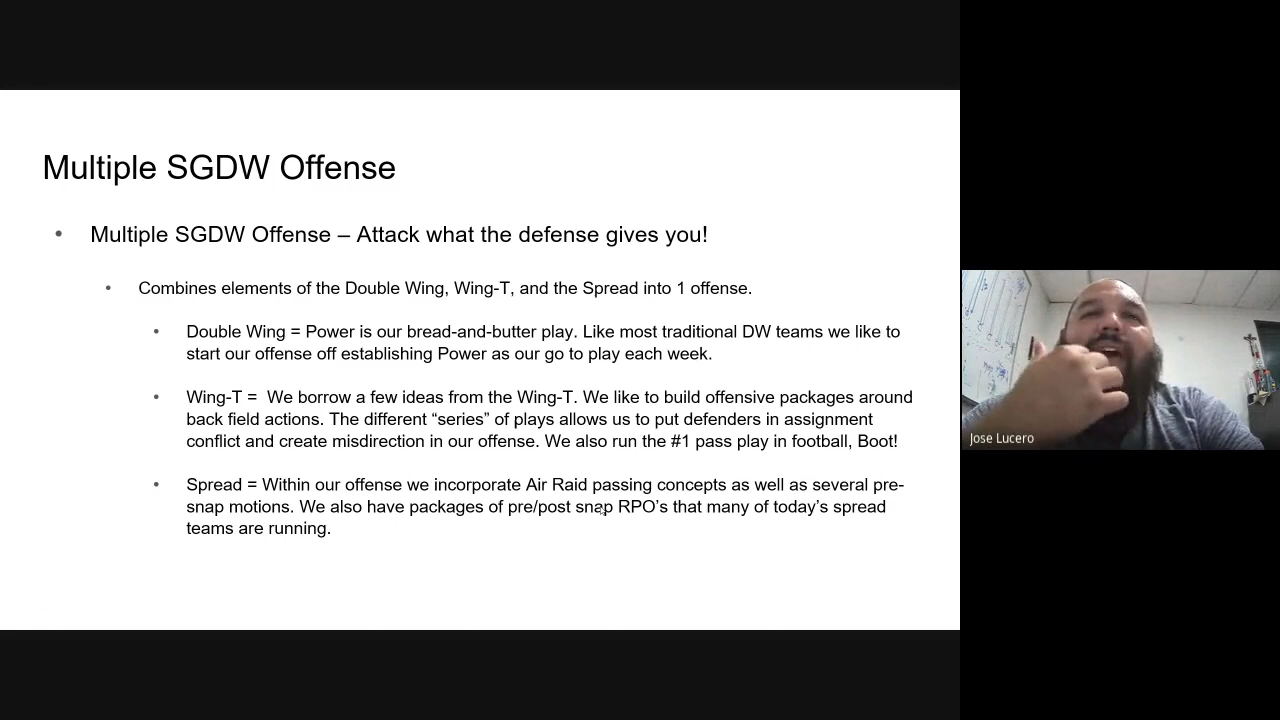 Multiple SGDW Offense
• Multiple SGDW Offense – Attack what the defense gives you!
• Combines elements of the Double Wing, Wing-T, and the Spread into 1 offense.
• Double Wing = Power is our bread-and-butter play. Like most traditional DW teams we like to
start our offense off establishing Power as our go to play each week.
• Wing-T =  We borrow a few ideas from the Wing-T. We like to build offensive packages around
back field actions. The different “series” of plays allows us to put defenders in assignment
conflict and create misdirection in our offense. We also run the #1 pass play in football, Boot!
• Spread = Within our offense we incorporate Air Raid passing concepts as well as several pre-
snap motions. We also have packages of pre/post snap RPO’s that many of today’s spread
teams are running.
Jose Lucero